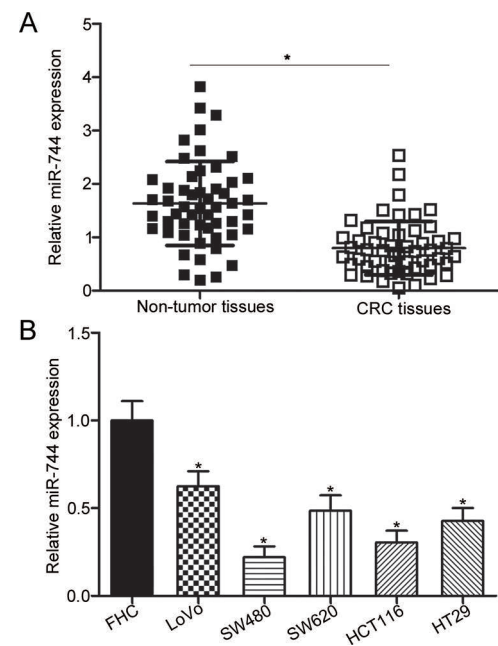 A
Relative miR-744 expression
5
4
3
2
1
0
*
Non-tumor tissues
CRC tissues
B
Relative miR-744 expression
1.5
1.0
0.5
0.0
*
*
*
*
*
FHC
LoVo
SW480
SW620
HCT116
HT29